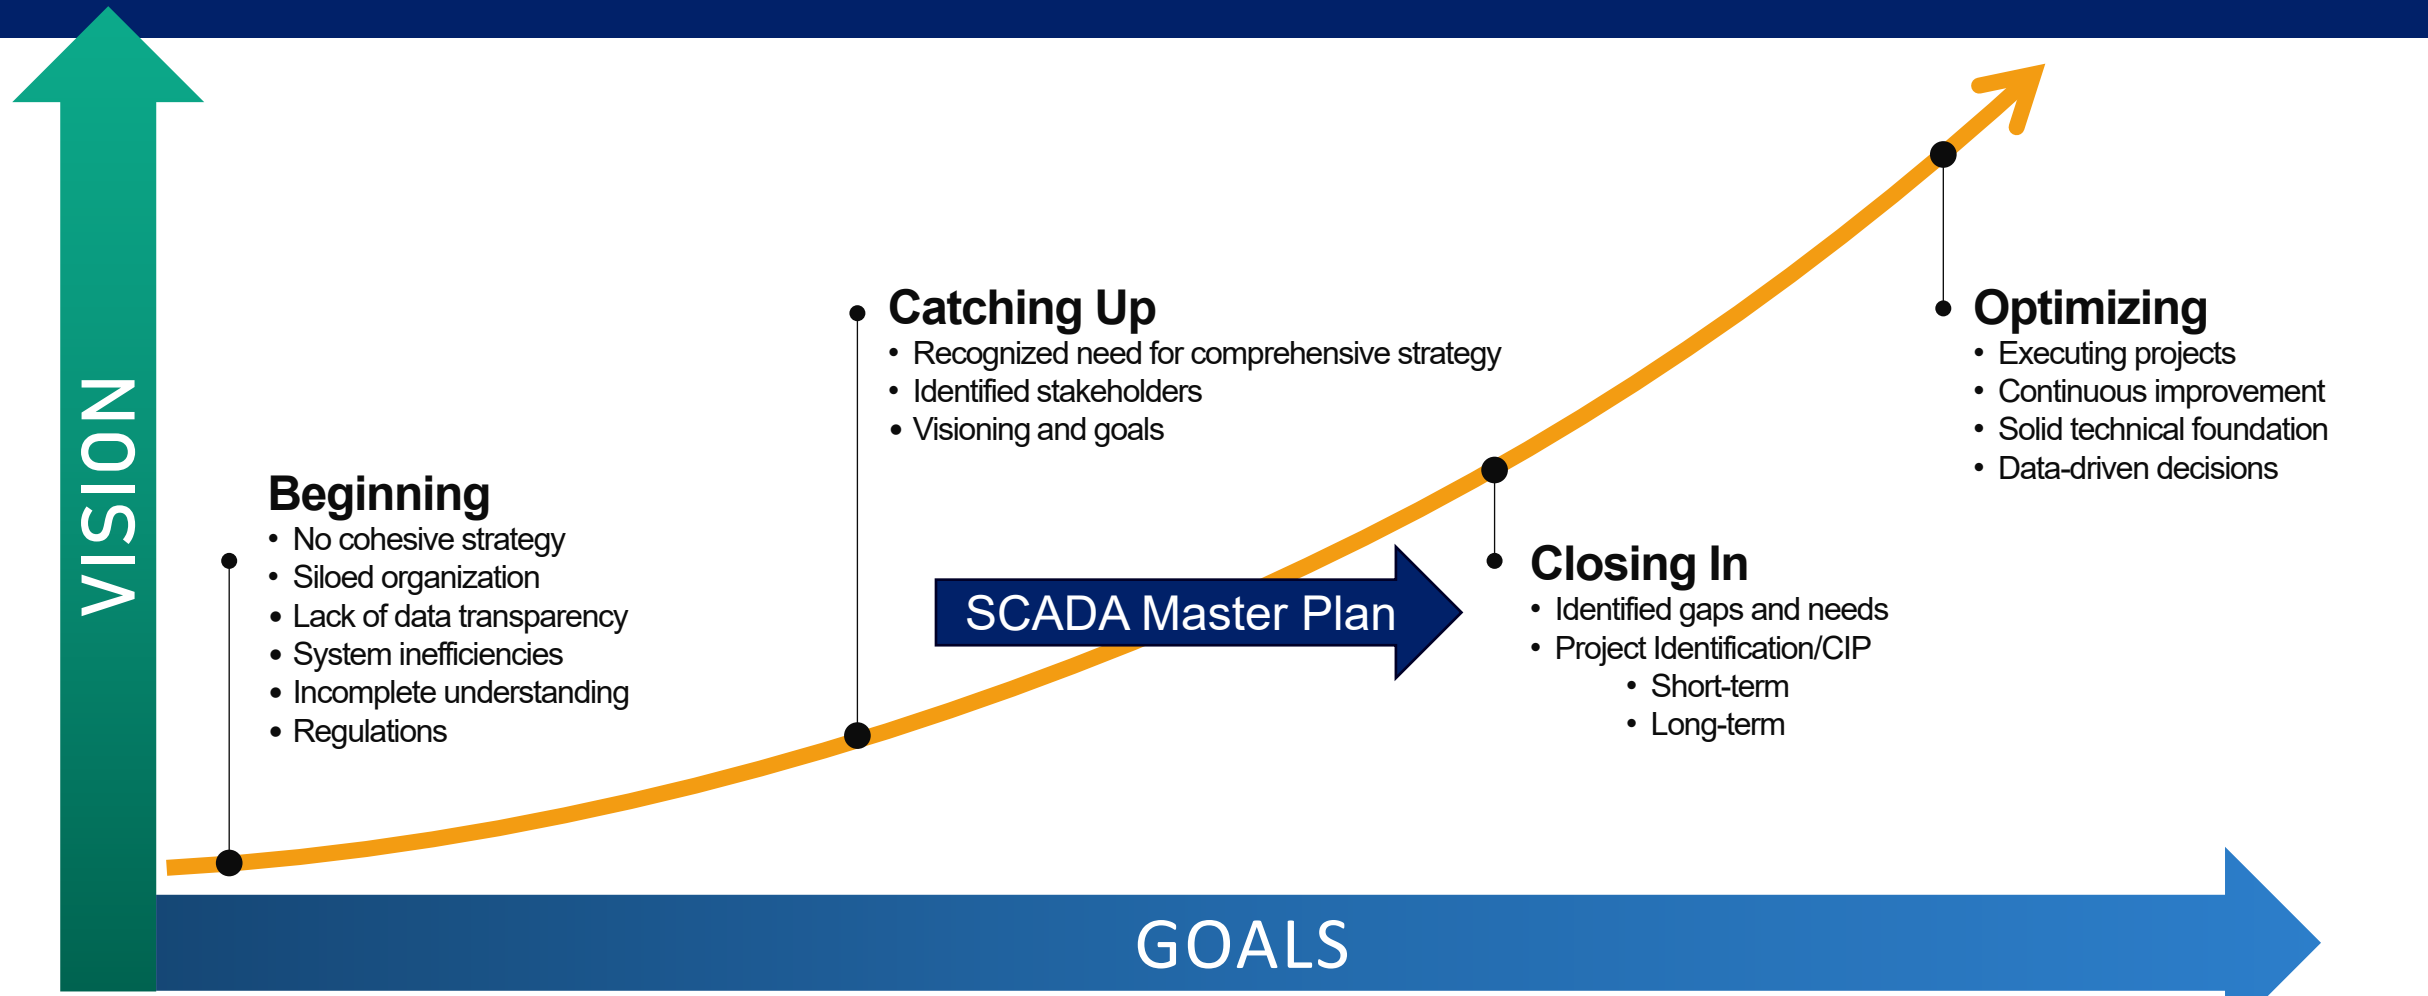 VISION
Beginning
• No cohesive strategy
• Siloed organization
• Lack of data transparency
• System inefficiencies
• Incomplete understanding
• Regulations
Catching Up
• Recognized need for comprehensive strategy
• Identified stakeholders
• Visioning and goals
SCADA Master Plan
Closing In
• Identified gaps and needs
• Project Identification/CIP
• Short-term
• Long-term
Optimizing
• Executing projects
• Continuous improvement
• Solid technical foundation
• Data-driven decisions
GOALS